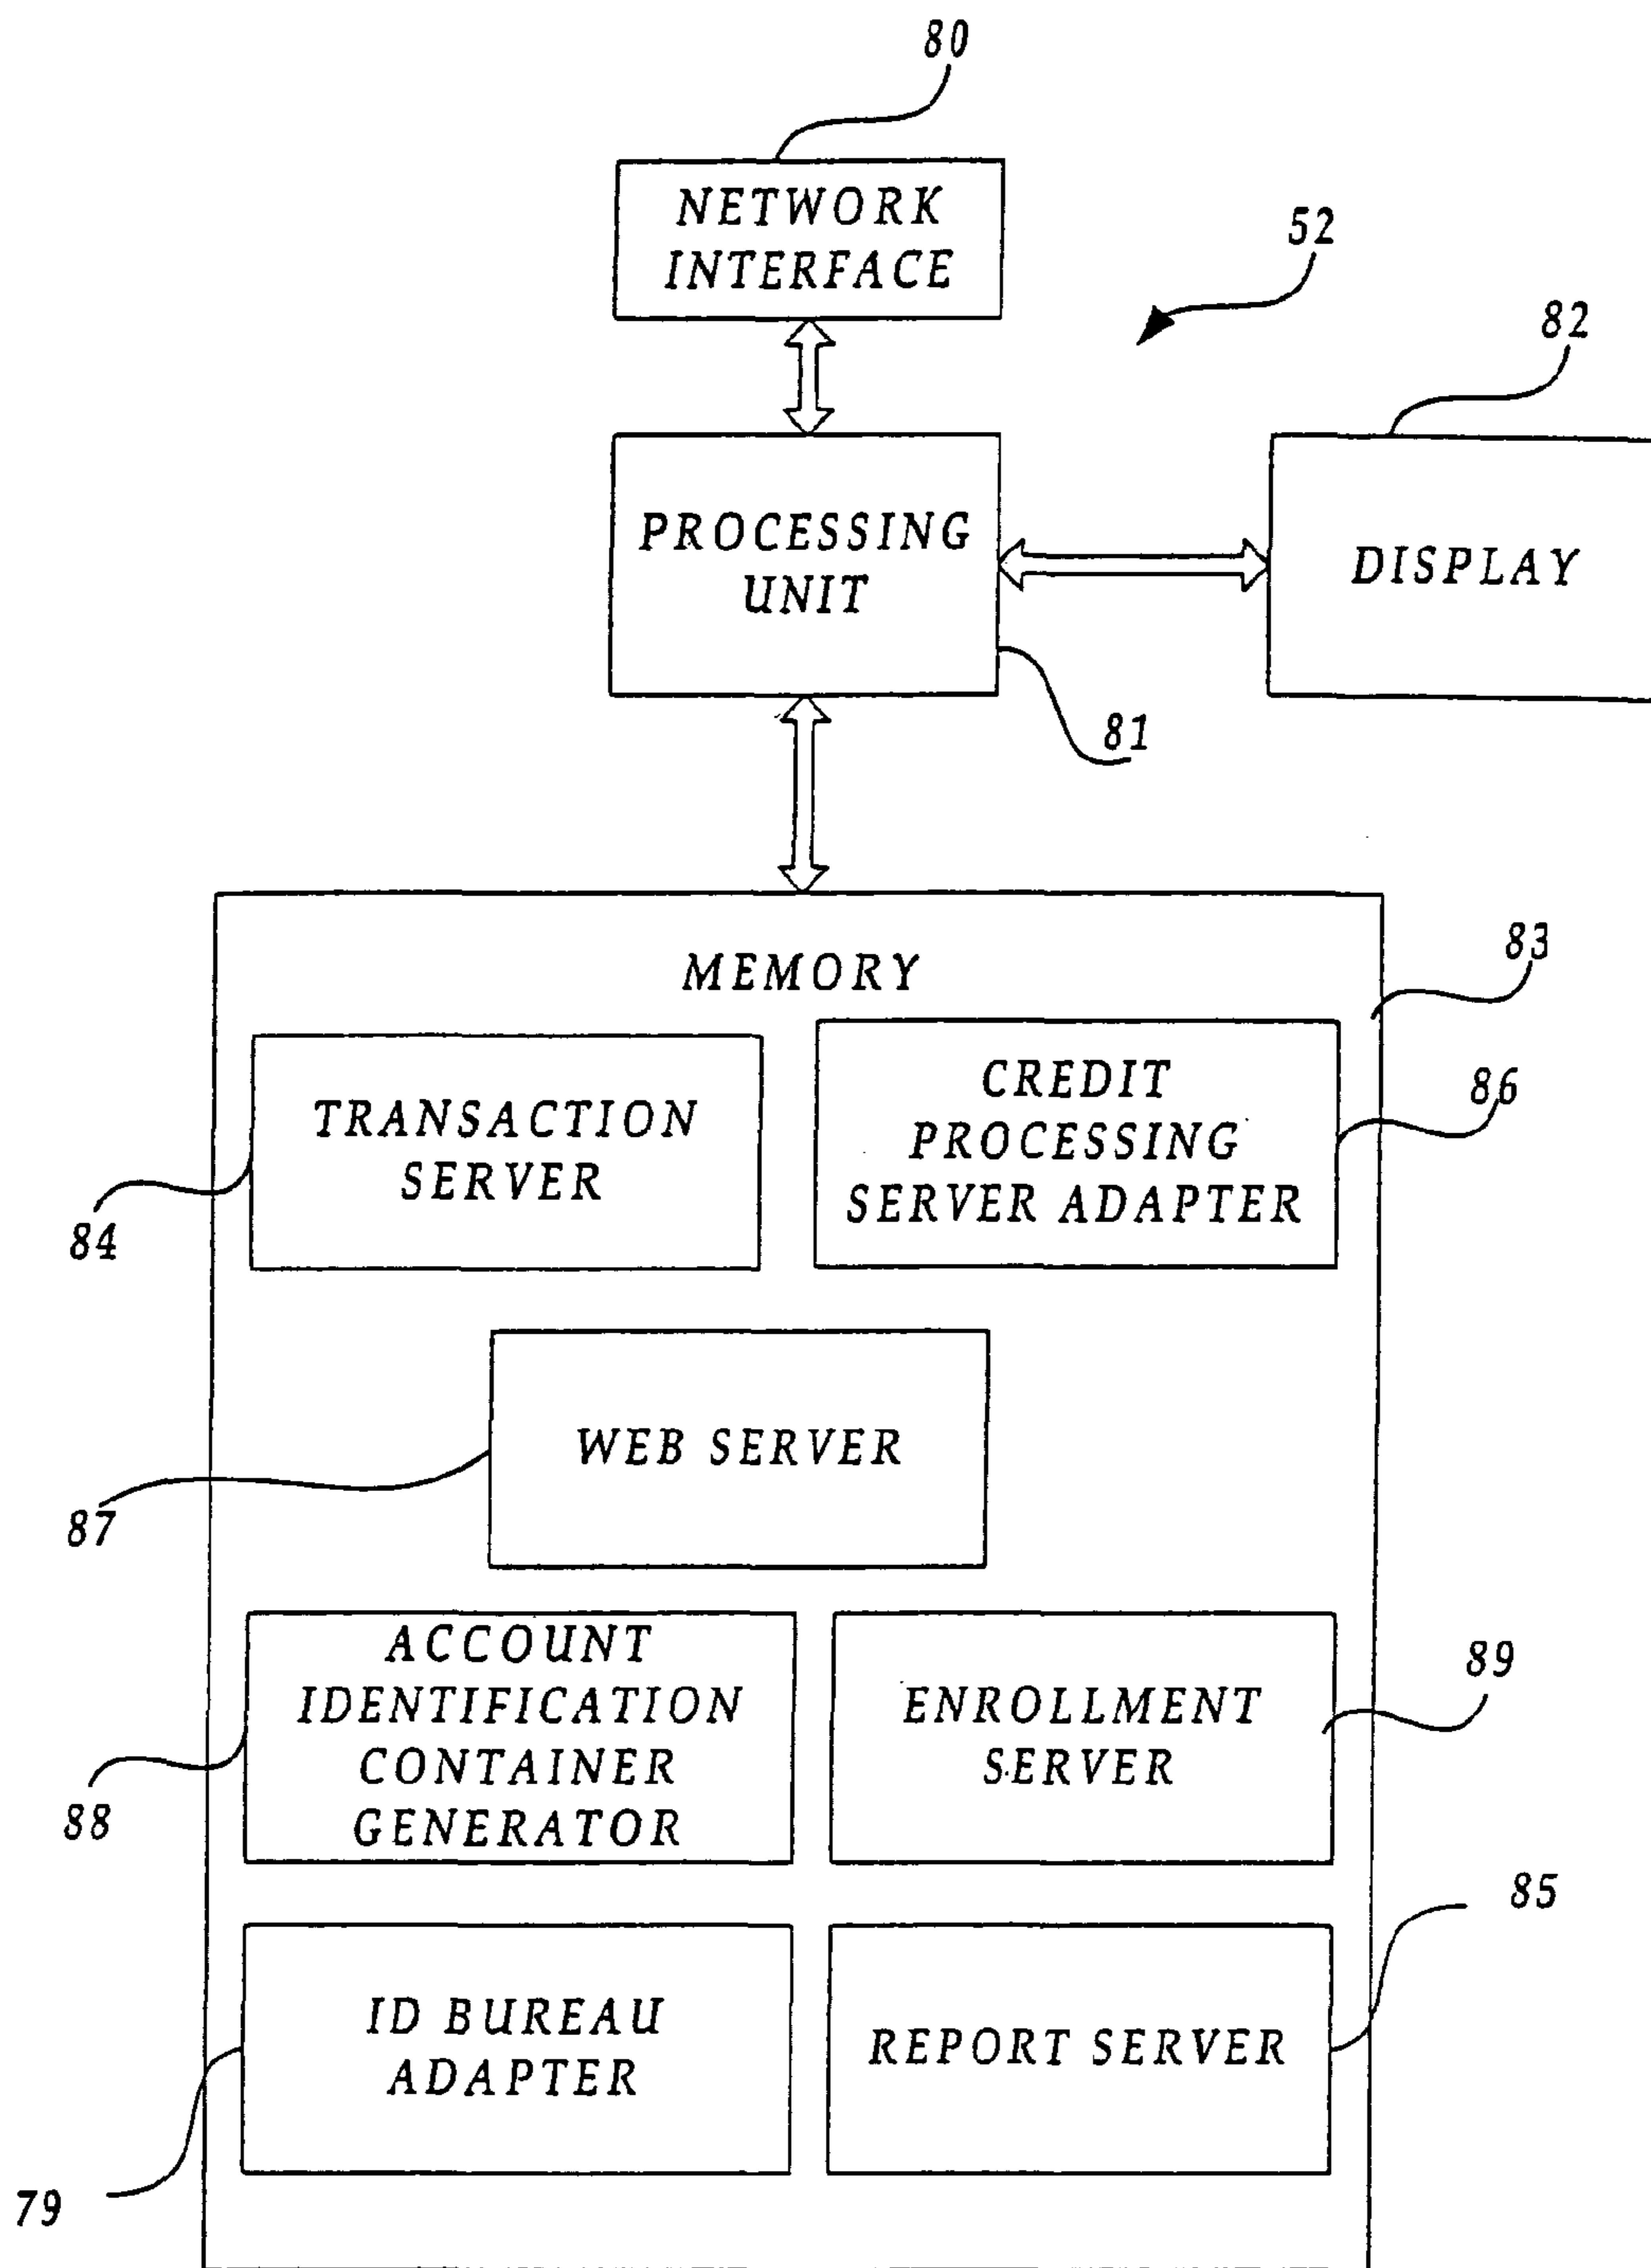 80
NETWORK
INTERFACE
52
82
PROCESSING
UNIT
DISPLAY
81
MEMORY
83
TRANSACTION
SERVER
84
CREDIT
PROCESSING
SERVER ADAPTER
86
WEB SERVER
87
ACCOUNT
IDENTIFICATION
CONTAINER
GENERATOR
88
ENROLLMENT
SERVER
89
85
ID BUREAU
ADAPTER
79
REPORT SERVER